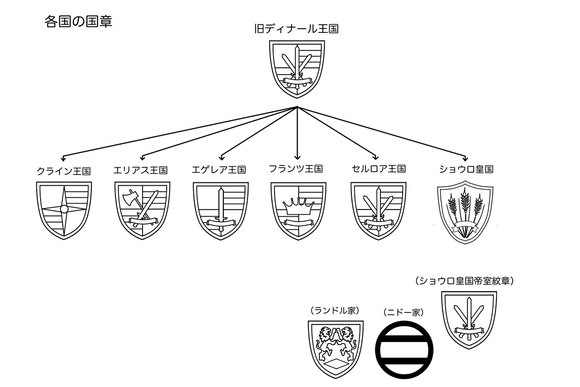 各国の国章
旧ディナール王国
クライン王国
エリアス王国
エゲレア王国
フランツ王国
セルロア王国
ショウロ皇国
（ショウロ皇国帝室紋章）
（ランドル家）
（ニドー家）